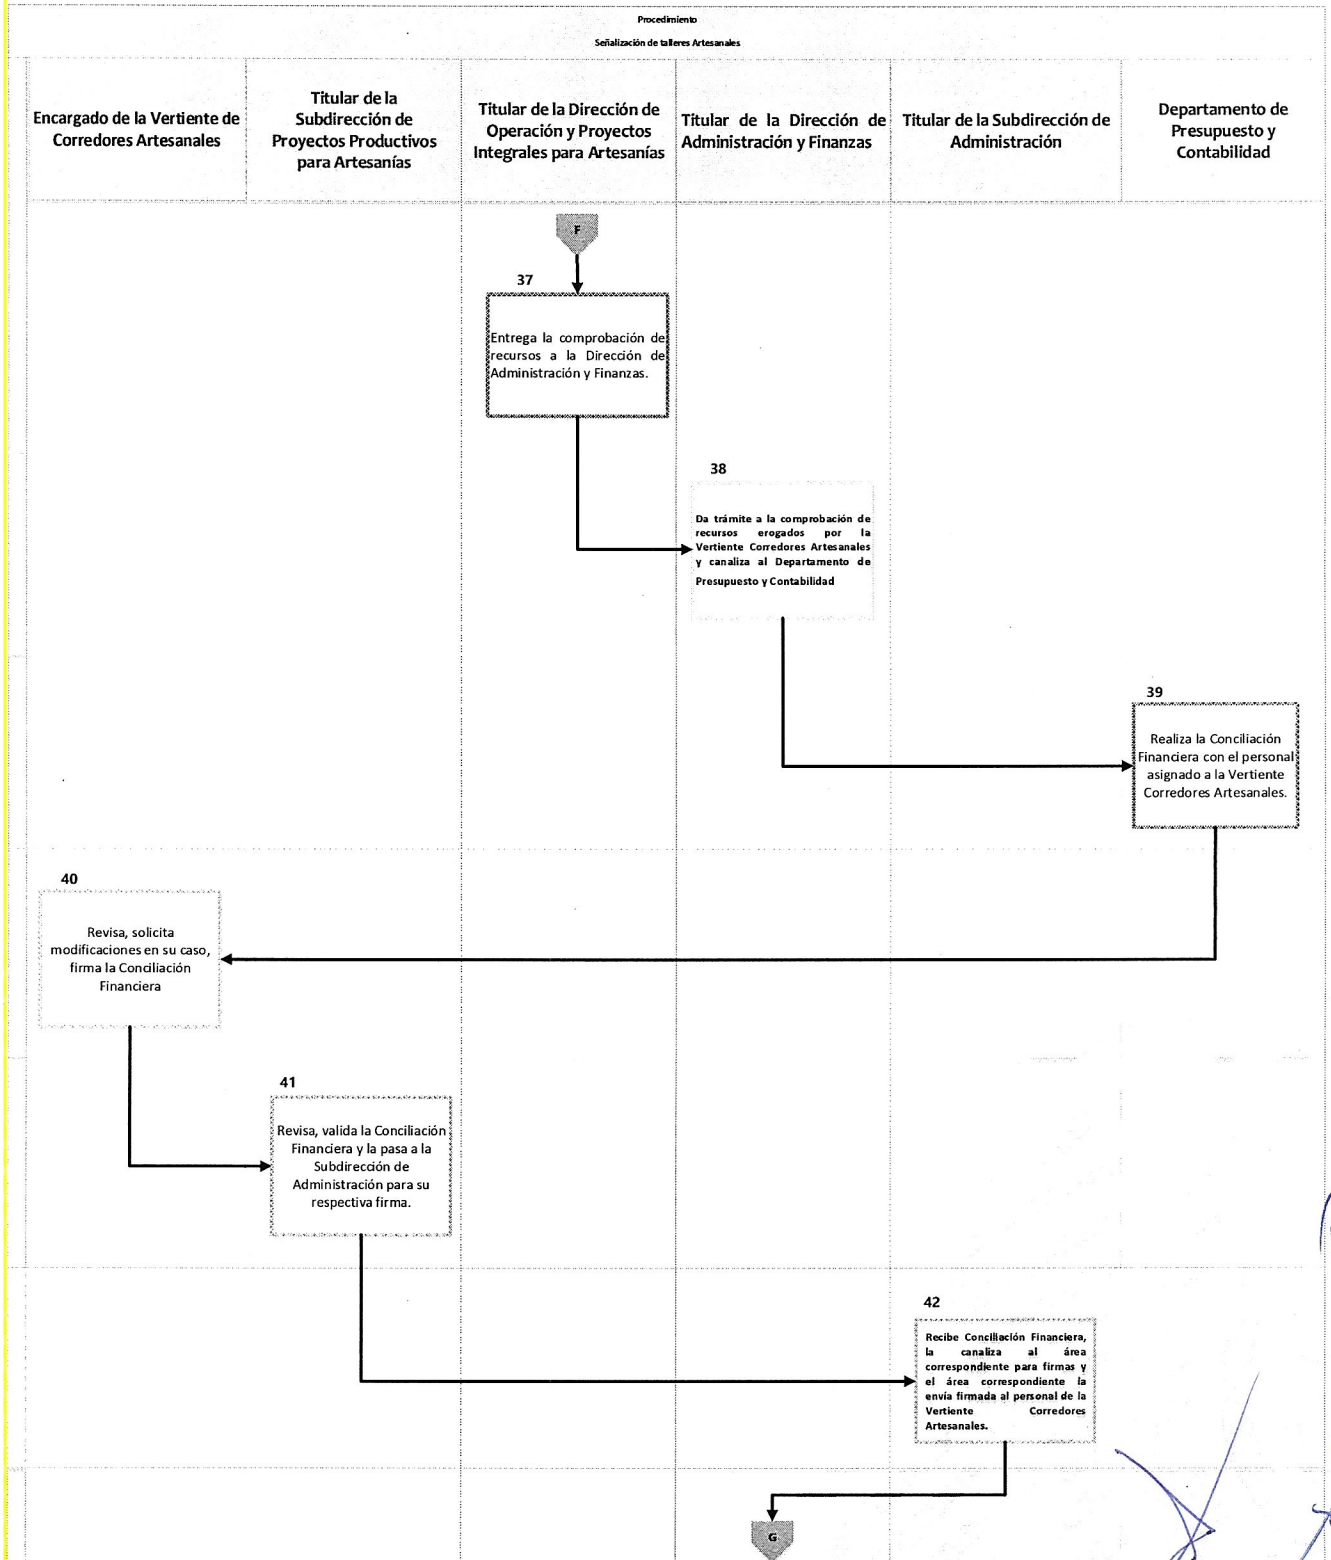 Procedimiento
Señalización de talleres Artesanales
Encargado de la Vertiente de
Corredores Artesanales
Titular de la
Subdirección de
Proyectos Productivos
para Artesanías
Titular de la Dirección de
Operación y Proyectos
Integrales para Artesanías
Titular de la Dirección de
Administración y Finanzas
Titular de la Subdirección de
Administración
Departamento de
Presupuesto y
Contabilidad
F
37
Entrega la comprobación de
recursos a la Dirección de
Administración y Finanzas.
38
Da trámite a la comprobación de
recursos erogados por la
Vertiente Corredores Artesanales
y canaliza al Departamento de
Presupuesto y Contabilidad
39
Realiza la Conciliación
Financiera con el personal
asignado a la Vertiente
Corredores Artesanales.
40
Revisa, solicita
modificaciones en su caso,
firma la Conciliación
Financiera
41
Revisa, valida la Conciliación
Financiera y la pasa a la
Subdirección de
Administración para su
respectiva firma.
42
Recibe Conciliación Financiera,
la canaliza al área
correspondiente para firmas y
el área correspondiente la
envía firmada al personal de la
Vertiente Corredores
Artesanales.
G